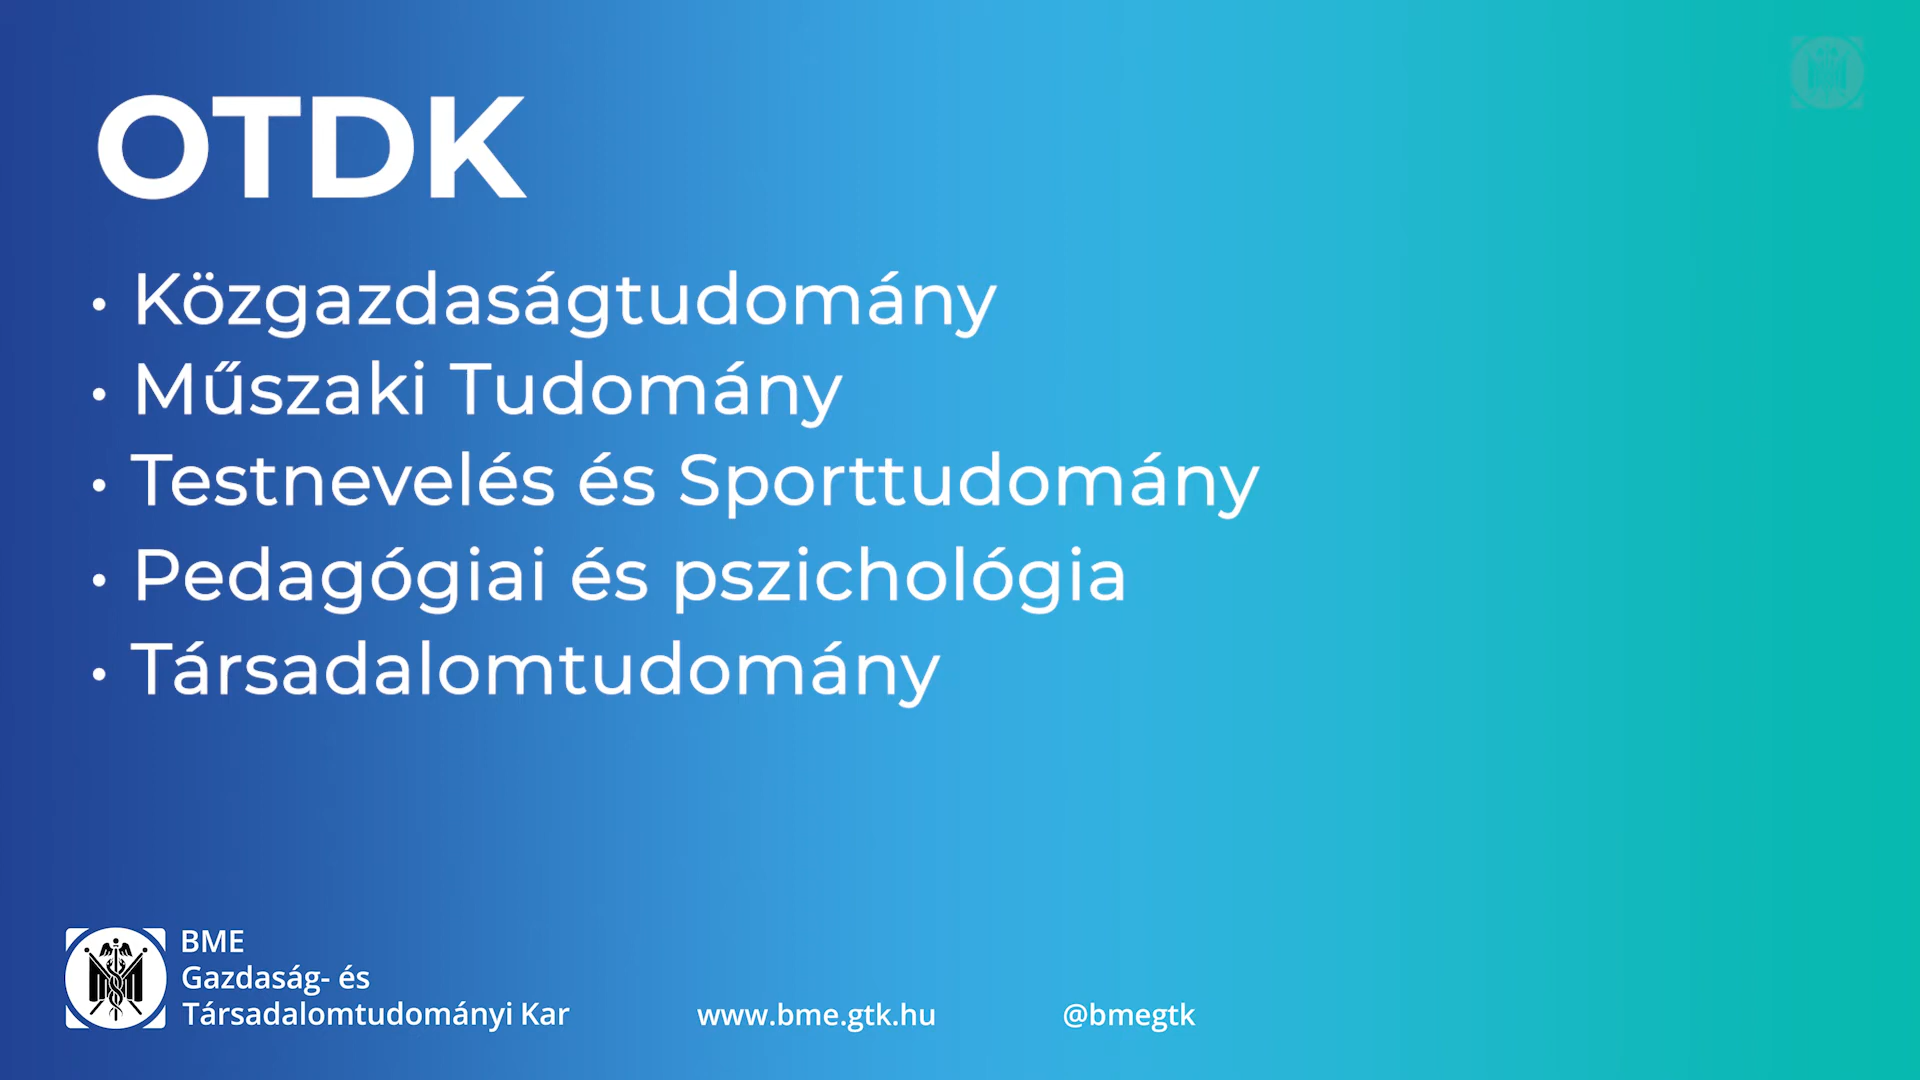 OTDK
• Közgazdaságtudomány
• Műszaki Tudomány
• Testnevelés és Sporttudomány
• Pedagógiai és pszichológia
• Társadalomtudomány
BME
Gazdaság- és
Társadalomtudományi Kar
www.bme.gtk.hu
@bmegtk